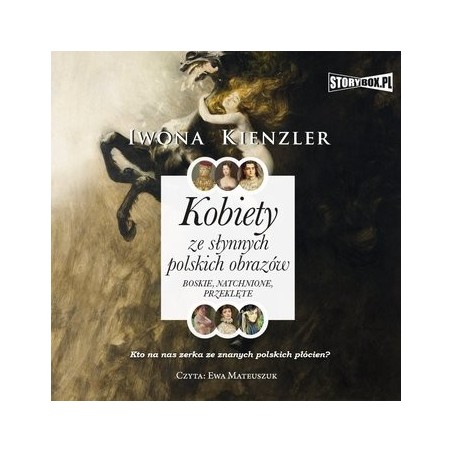 STORYBOX.PL
IWONA KIENZLER
Kobiety
ze słynnych
polskich obrazów
BOSKIE, NATCHNIONE,
PRZEKLĘTE
Kto na nas zerka ze znanych polskich płócien?
CZYTA: EWA MATEUSZUK